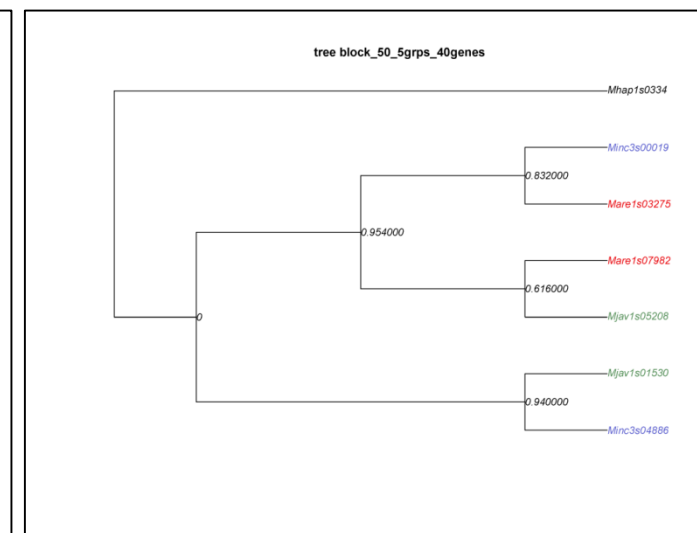 tree block_50_5grps_40genes
Mhap1s0334
Minc3s00019
0.832000
Mare1s03275
0.954000
Mare1s07982
0.616000
Mjav1s05208
0
Mjav1s01530
0.940000
Minc3s04886